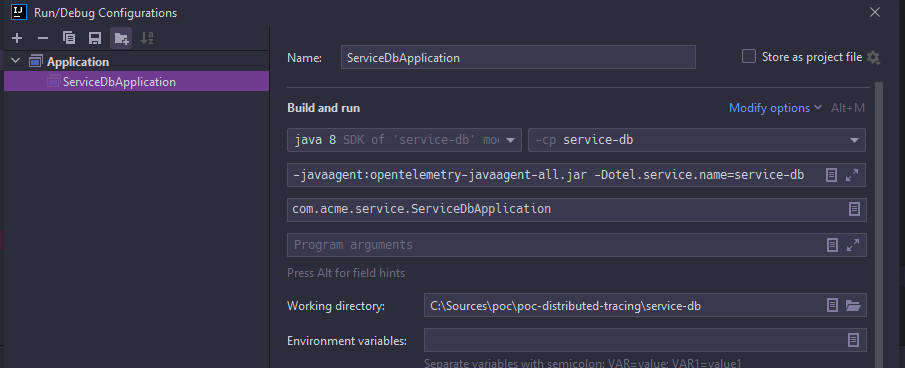 IJ Run/Debug Configurations
Application
ServiceDbApplication
Name: ServiceDbApplication Store as project file
Build and run Modify options Alt+M
java 8 SDK of 'service-db' mo -cp service-db
-javaagent:opentelemetry-javaagent-all.jar -Dotel.service.name=service-db
com.acme.service.ServiceDbApplication
Program arguments
Press Alt for field hints
Working directory: C:\Sources\poc\poc-distributed-tracing\service-db
Environment variables:
Separate variables with semicolon: VAR=value; VAR1=value1